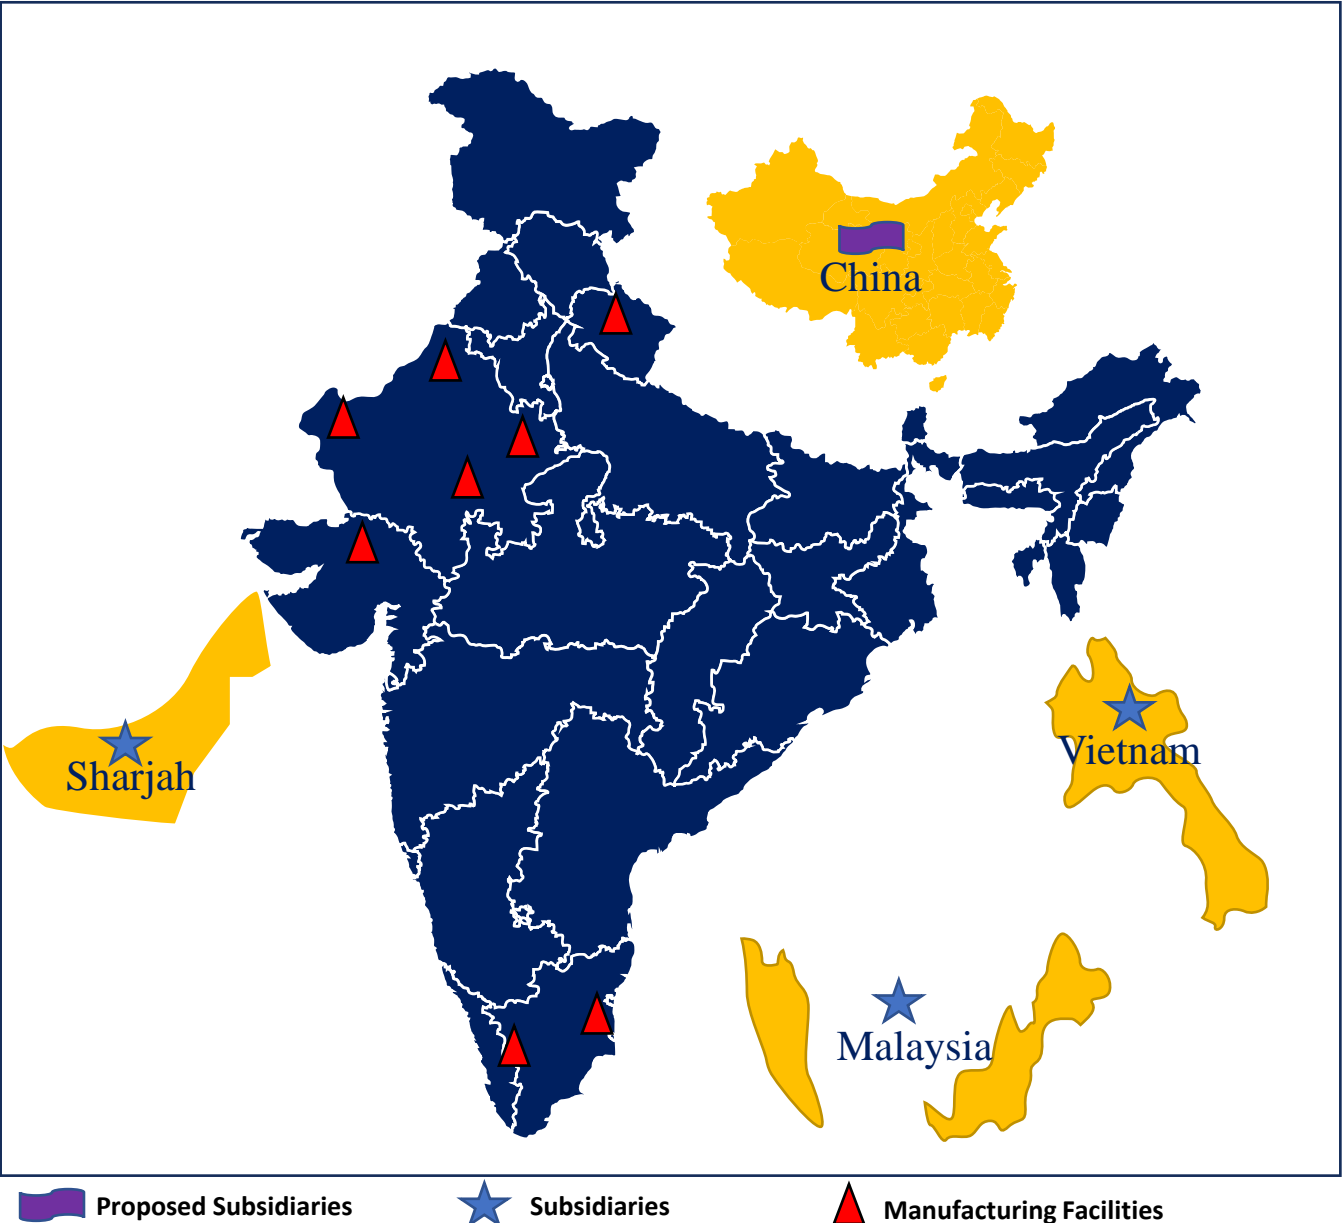 China
Sharjah
Vietnam
Malaysia
Proposed Subsidiaries
Subsidiaries
Manufacturing Facilities